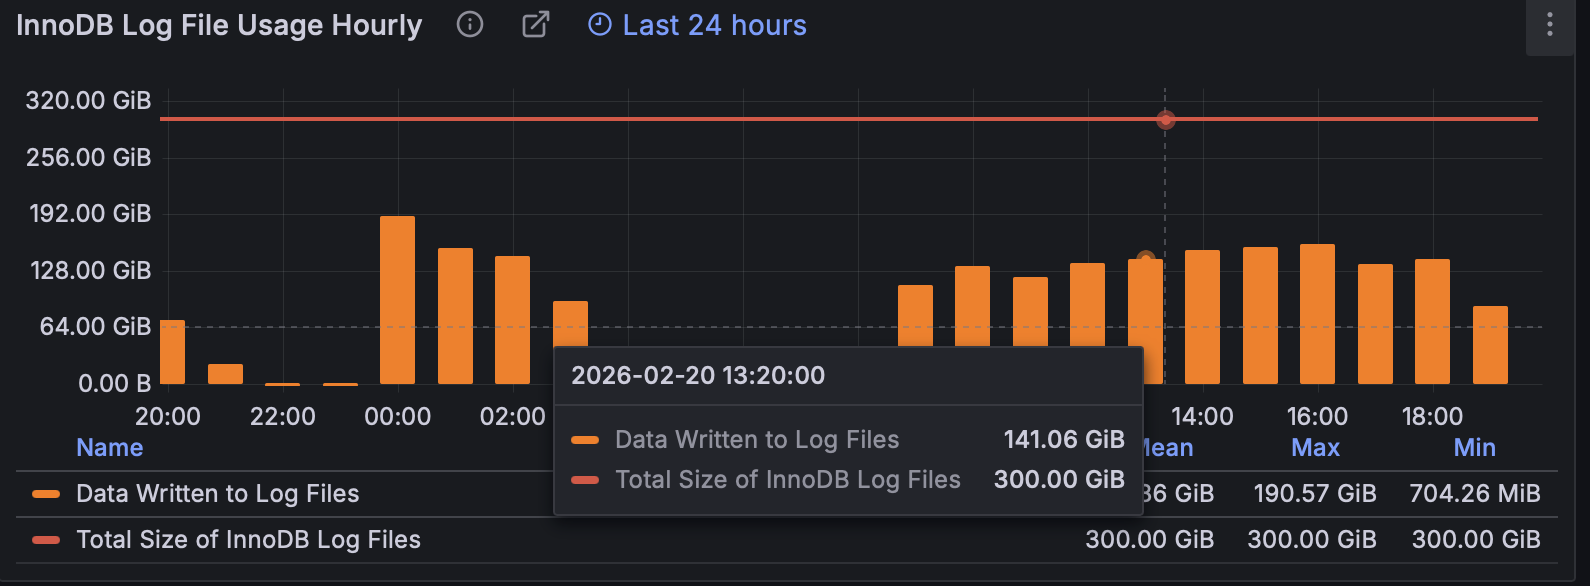 InnoDB Log File Usage Hourly Last 24 hours
320.00 GiB
256.00 GiB
192.00 GiB
128.00 GiB
64.00 GiB
0.00 B
20:00 22:00 00:00 02:00 14:00 16:00 18:00
2026-02-20 13:20:00
Data Written to Log Files 141.06 GiB
Total Size of InnoDB Log Files 300.00 GiB
Name Mean Max Min
Data Written to Log Files 36 GiB 190.57 GiB 704.26 MiB
Total Size of InnoDB Log Files 300.00 GiB 300.00 GiB 300.00 GiB